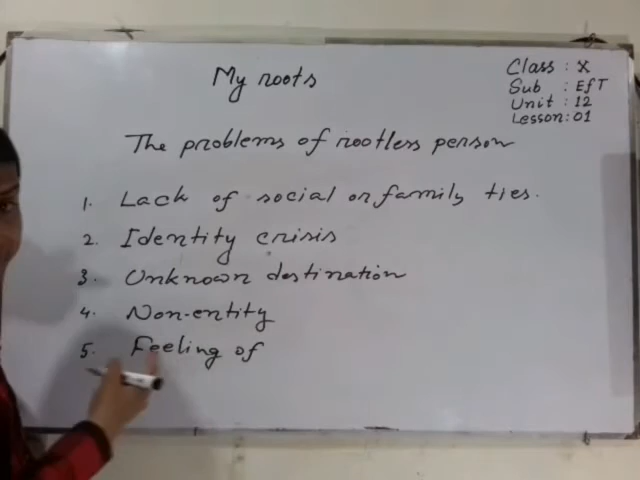 My roots
Class : X
Sub : EfT
Unit : 12
Lesson : 01
The problems of rootless person
1. Lack of social or family ties.
2. Identity crisis
3. Unknown destination
4. Non-entity
5. Feeling of